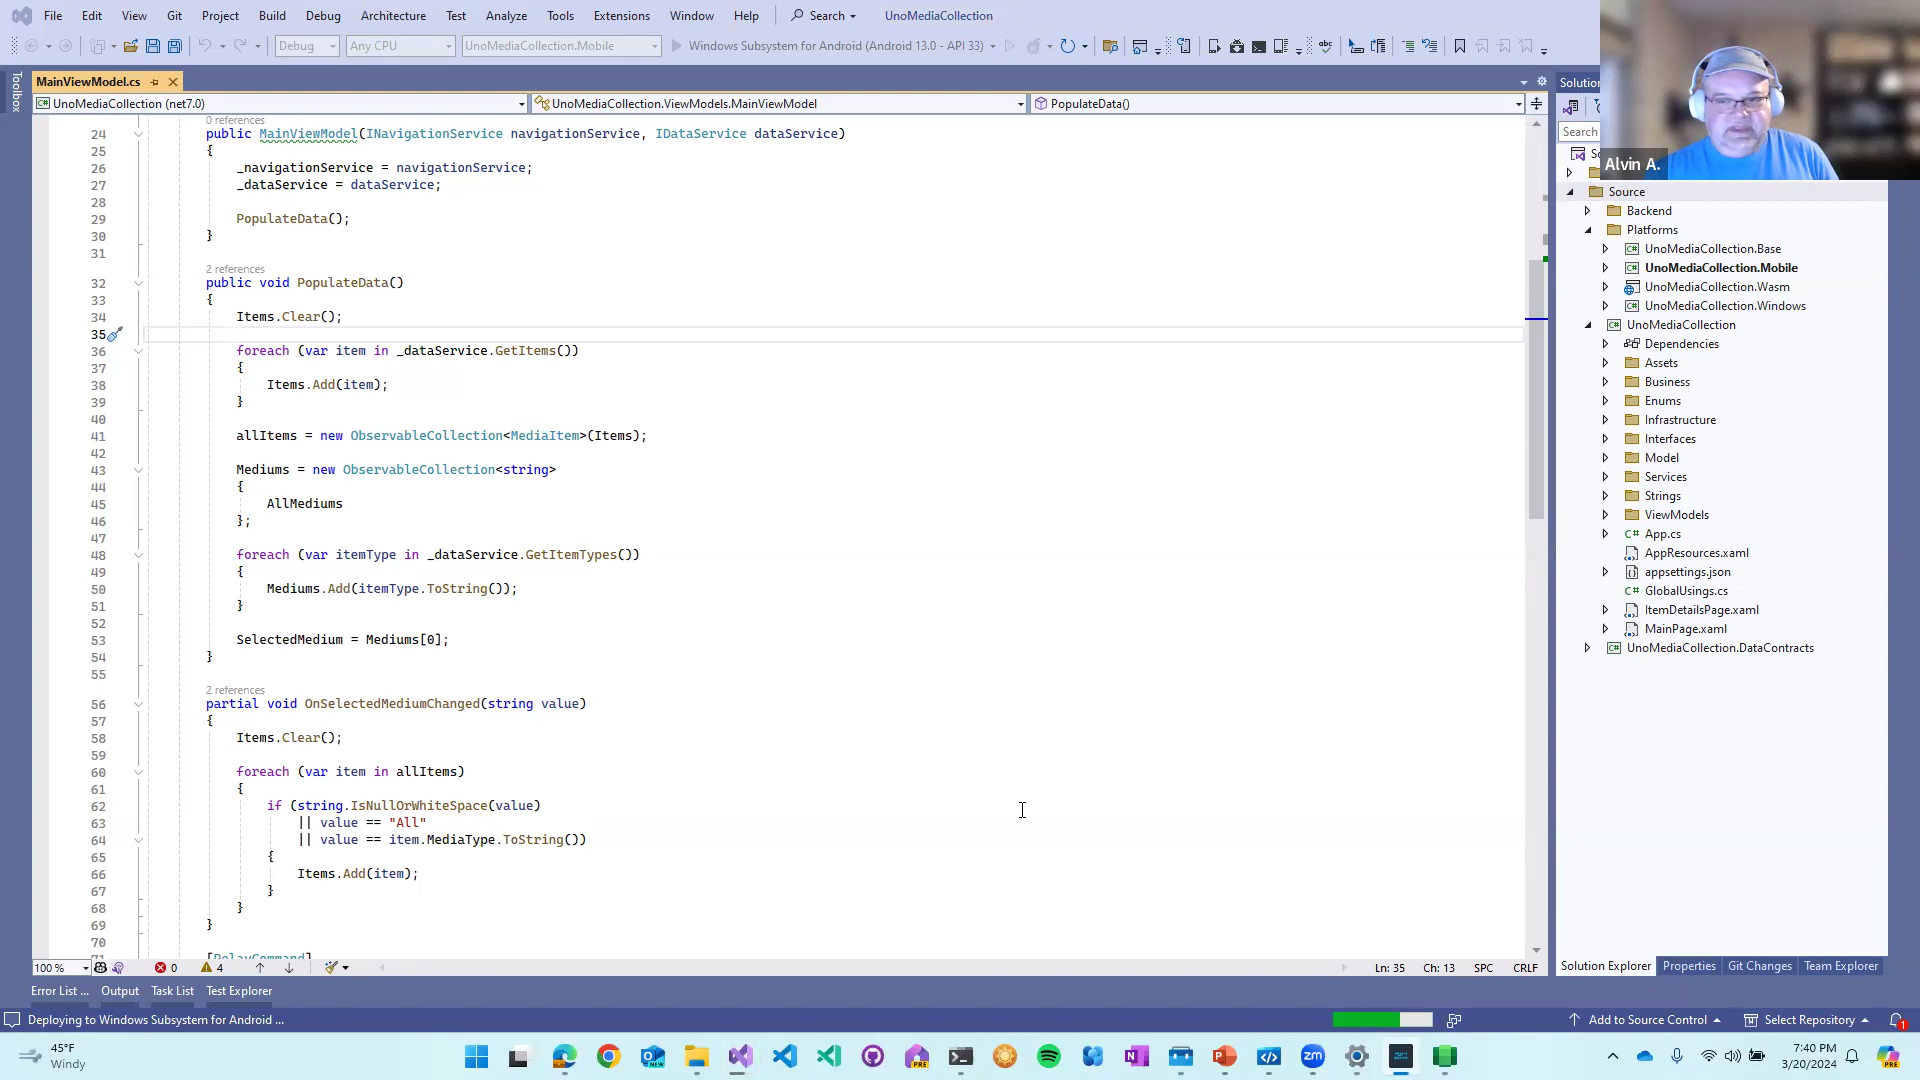 File Edit View Git Project Build Debug Architecture Test Analyze Tools Extensions Window Help Search UnoMediaCollection
Debug Any CPU UnoMediaCollection.Mobile Windows Subsystem for Android (Android 13.0 - API 33)
Toolbox
MainViewModel.cs
UnoMediaCollection (net7.0) UnoMediaCollection.ViewModels.MainViewModel PopulateData()
0 references
24 public MainViewModel(INavigationService navigationService, IDataService dataService)
25 {
26 _navigationService = navigationService;
27 _dataService = dataService;
28
29 PopulateData();
30 }
31
2 references
32 public void PopulateData()
33 {
34 Items.Clear();
35
36 foreach (var item in _dataService.GetItems())
37 {
38 Items.Add(item);
39 }
40
41 allItems = new ObservableCollection<MediaItem>(Items);
42
43 Mediums = new ObservableCollection<string>
44 {
45 AllMediums
46 };
47
48 foreach (var itemType in _dataService.GetItemTypes())
49 {
50 Mediums.Add(itemType.ToString());
51 }
52
53 SelectedMedium = Mediums[0];
54 }
55
2 references
56 partial void OnSelectedMediumChanged(string value)
57 {
58 Items.Clear();
59
60 foreach (var item in allItems)
61 {
62 if (string.IsNullOrWhiteSpace(value)
63 || value == "All"
64 || value == item.MediaType.ToString())
65 {
66 Items.Add(item);
67 }
68 }
69 }
70
[RelayCommand]
100 % 0 4 Ln: 35 Ch: 13 SPC CRLF
Error List ... Output Task List Test Explorer
Deploying to Windows Subsystem for Android ...
Alvin A.
Solution
Search
Source
Backend
Platforms
UnoMediaCollection.Base
UnoMediaCollection.Mobile
UnoMediaCollection.Wasm
UnoMediaCollection.Windows
UnoMediaCollection
Dependencies
Assets
Business
Enums
Infrastructure
Interfaces
Model
Services
Strings
ViewModels
App.cs
AppResources.xaml
appsettings.json
GlobalUsings.cs
ItemDetailsPage.xaml
MainPage.xaml
UnoMediaCollection.DataContracts
Solution Explorer Properties Git Changes Team Explorer
Add to Source Control Select Repository 1
45°F
Windy
NEW PRE zm
7:40 PM
3/20/2024
PRE